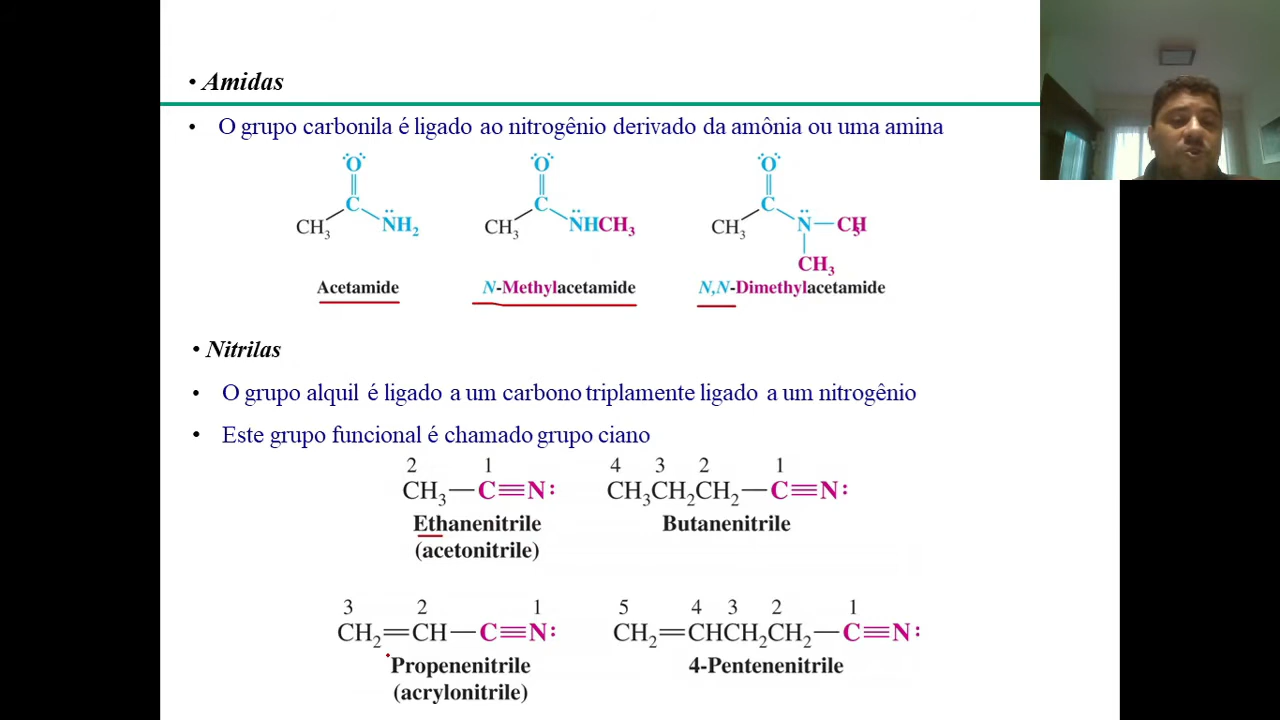 • Amidas
• O grupo carbonila é ligado ao nitrogênio derivado da amônia ou uma amina
O O O
C C C
CH3 NH2 CH3 NHCH3 CH3 N—CH3
CH3
Acetamide N-Methylacetamide N,N-Dimethylacetamide
• Nitrilas
• O grupo alquil é ligado a um carbono triplamente ligado a um nitrogênio
• Este grupo funcional é chamado grupo ciano
2 1 4 3 2 1
CH3—C≡N: CH3CH2CH2—C≡N:
Ethanenitrile Butanenitrile
(acetonitrile)
3 2 1 5 4 3 2 1
CH2=CH—C≡N: CH2=CHCH2CH2—C≡N:
Propenenitrile 4-Pentenenitrile
(acrylonitrile)